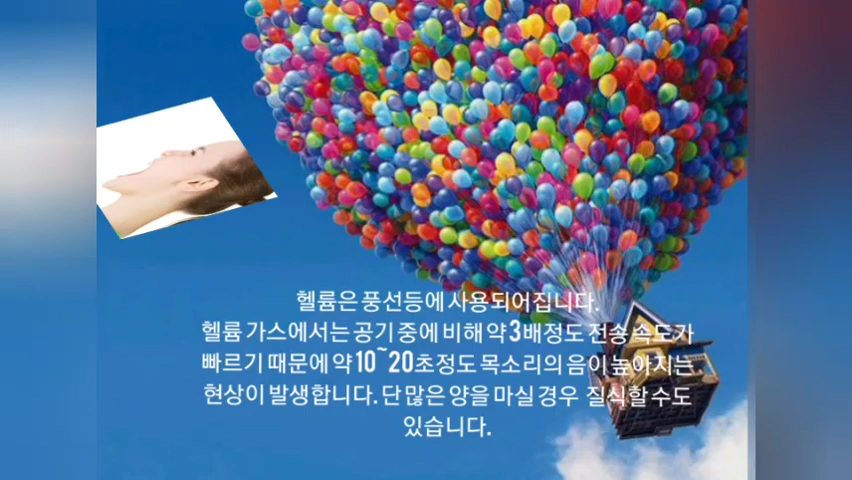 헬륨은 풍선등에 사용되어집니다.
헬륨 가스에서는 공기 중에 비해 약 3배정도 전송 속도가
빠르기 때문에 약 10~20초정도 목소리의 음이 높아지는
현상이 발생합니다. 단 많은 양을 마실 경우 질식할 수도
있습니다.